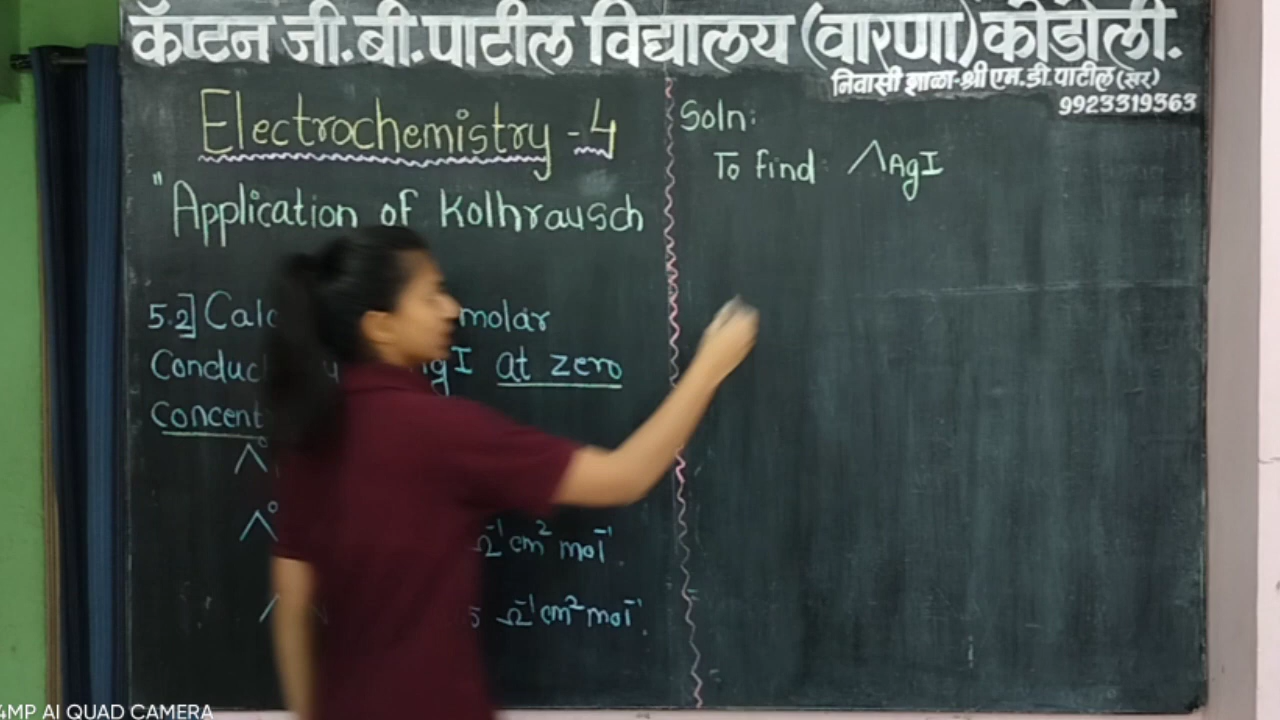 कॅप्टन जी.बी.पाटील विद्यालय (वारणा) कोडोली.
निवासी शाळा-श्री एम.डी.पाटील (सर)
9923319363
Electrochemistry - 4
"Application of Kolhrausch
5.2] molar
Conduc gI at zero
Concent
Λ°
Λ° Ω⁻¹ cm² mol⁻¹.
Λ 5 Ω⁻¹ cm² mol⁻¹.
Soln:
To find ΛAgI
4MP AI QUAD CAMERA